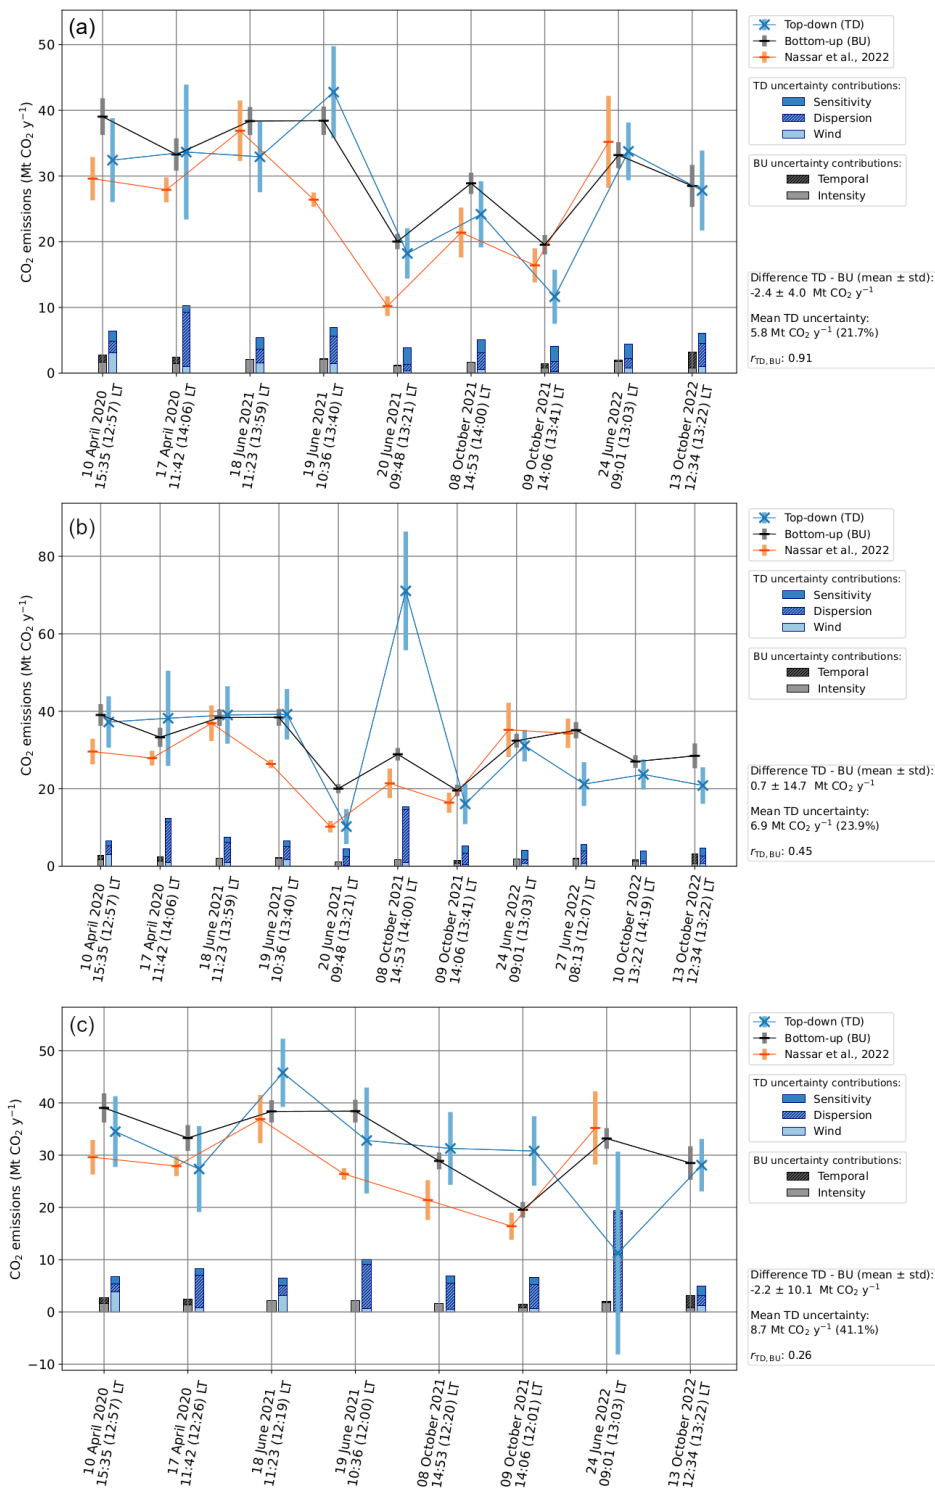 (a)
50
40
30
20
10
0
CO₂ emissions (Mt CO₂ y⁻¹)
10 April 2020
15:35 (12:57) LT
17 April 2020
11:42 (14:06) LT
18 June 2021
11:23 (13:59) LT
19 June 2021
10:36 (13:40) LT
20 June 2021
09:48 (13:21) LT
08 October 2021
14:53 (14:00) LT
09 October 2021
14:06 (13:41) LT
24 June 2022
09:01 (13:03) LT
13 October 2022
12:34 (13:22) LT
Top-down (TD)
Bottom-up (BU)
Nassar et al., 2022
TD uncertainty contributions:
Sensitivity
Dispersion
Wind
BU uncertainty contributions:
Temporal
Intensity
Difference TD - BU (mean ± std):
-2.4 ± 4.0 Mt CO₂ y⁻¹
Mean TD uncertainty:
5.8 Mt CO₂ y⁻¹ (21.7%)
r_TD,BU: 0.91
(b)
80
60
40
20
0
CO₂ emissions (Mt CO₂ y⁻¹)
10 April 2020
15:35 (12:57) LT
17 April 2020
11:42 (14:06) LT
18 June 2021
11:23 (13:59) LT
19 June 2021
10:36 (13:40) LT
20 June 2021
09:48 (13:21) LT
08 October 2021
14:53 (14:00) LT
09 October 2021
14:06 (13:41) LT
24 June 2022
09:01 (13:03) LT
27 June 2022
08:13 (12:07) LT
10 October 2022
13:22 (14:19) LT
13 October 2022
12:34 (13:22) LT
Top-down (TD)
Bottom-up (BU)
Nassar et al., 2022
TD uncertainty contributions:
Sensitivity
Dispersion
Wind
BU uncertainty contributions:
Temporal
Intensity
Difference TD - BU (mean ± std):
0.7 ± 14.7 Mt CO₂ y⁻¹
Mean TD uncertainty:
6.9 Mt CO₂ y⁻¹ (23.9%)
r_TD,BU: 0.45
(c)
50
40
30
20
10
0
−10
CO₂ emissions (Mt CO₂ y⁻¹)
10 April 2020
15:35 (12:57) LT
17 April 2020
11:42 (12:26) LT
18 June 2021
11:23 (12:19) LT
19 June 2021
10:36 (12:00) LT
08 October 2021
14:53 (12:20) LT
09 October 2021
14:06 (12:01) LT
24 June 2022
09:01 (13:03) LT
13 October 2022
12:34 (13:22) LT
Top-down (TD)
Bottom-up (BU)
Nassar et al., 2022
TD uncertainty contributions:
Sensitivity
Dispersion
Wind
BU uncertainty contributions:
Temporal
Intensity
Difference TD - BU (mean ± std):
-2.2 ± 10.1 Mt CO₂ y⁻¹
Mean TD uncertainty:
8.7 Mt CO₂ y⁻¹ (41.1%)
r_TD,BU: 0.26